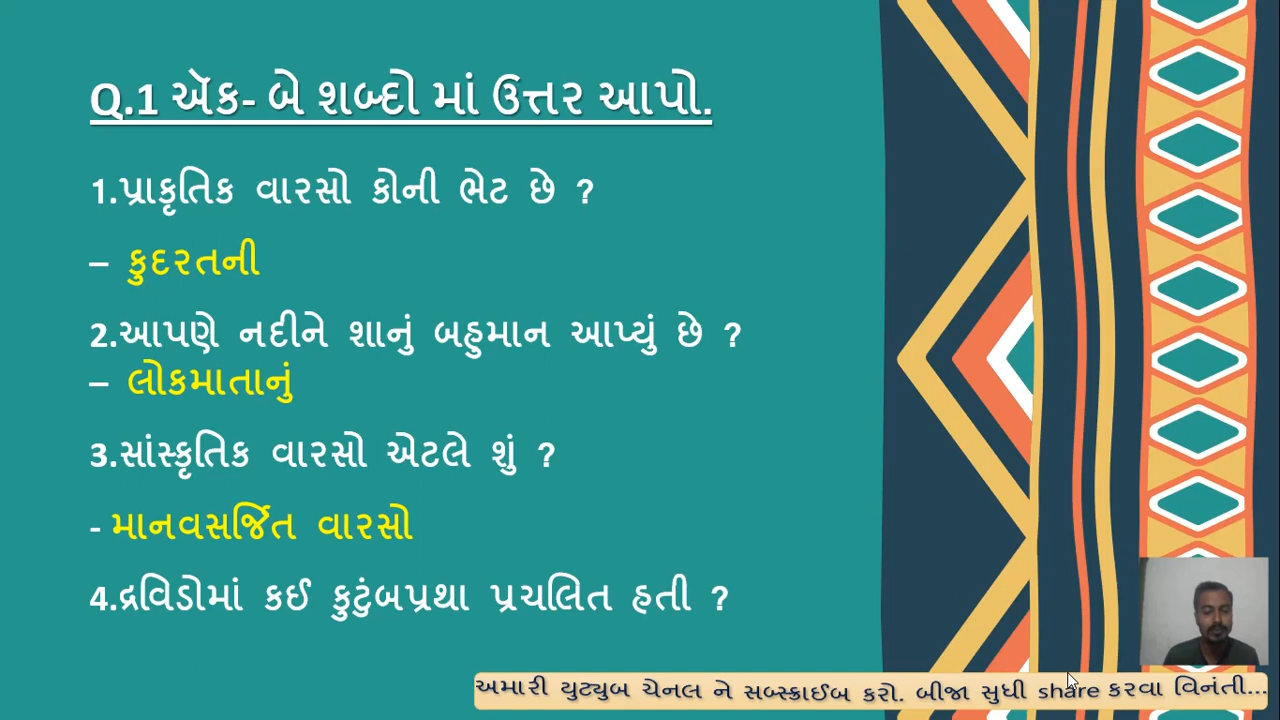 Q.1 ઍક- બે શબ્દો માં ઉત્તર આપો.
1.પ્રાકૃતિક વારસો કોની ભેટ છે ?
– કુદરતની
2.આપણે નદીને શાનું બહુમાન આપ્યું છે ?
– લોકમાતાનું
3.સાંસ્કૃતિક વારસો એટલે શું ?
- માનવસર્જિત વારસો
4.દ્રવિડોમાં કઈ કુટુંબપ્રથા પ્રચલિત હતી ?
અમારી યુટ્યુબ ચેનલ ને સબ્સ્ક્રાઈબ કરો. બીજા સુધી share કરવા વિનંતી...